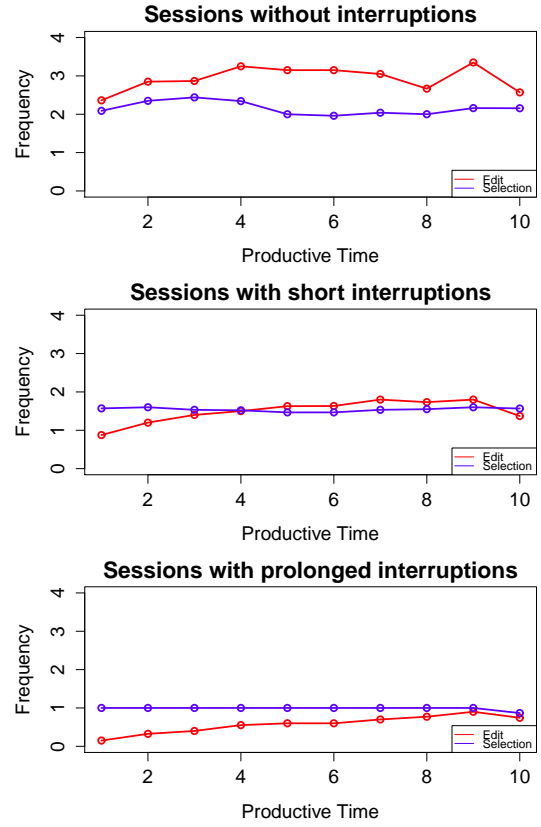 Sessions without interruptions
4
3
2
1
0
Frequency
Edit
Selection
2 4 6 8 10
Productive Time
Sessions with short interruptions
4
3
2
1
0
Frequency
Edit
Selection
2 4 6 8 10
Productive Time
Sessions with prolonged interruptions
4
3
2
1
0
Frequency
Edit
Selection
2 4 6 8 10
Productive Time